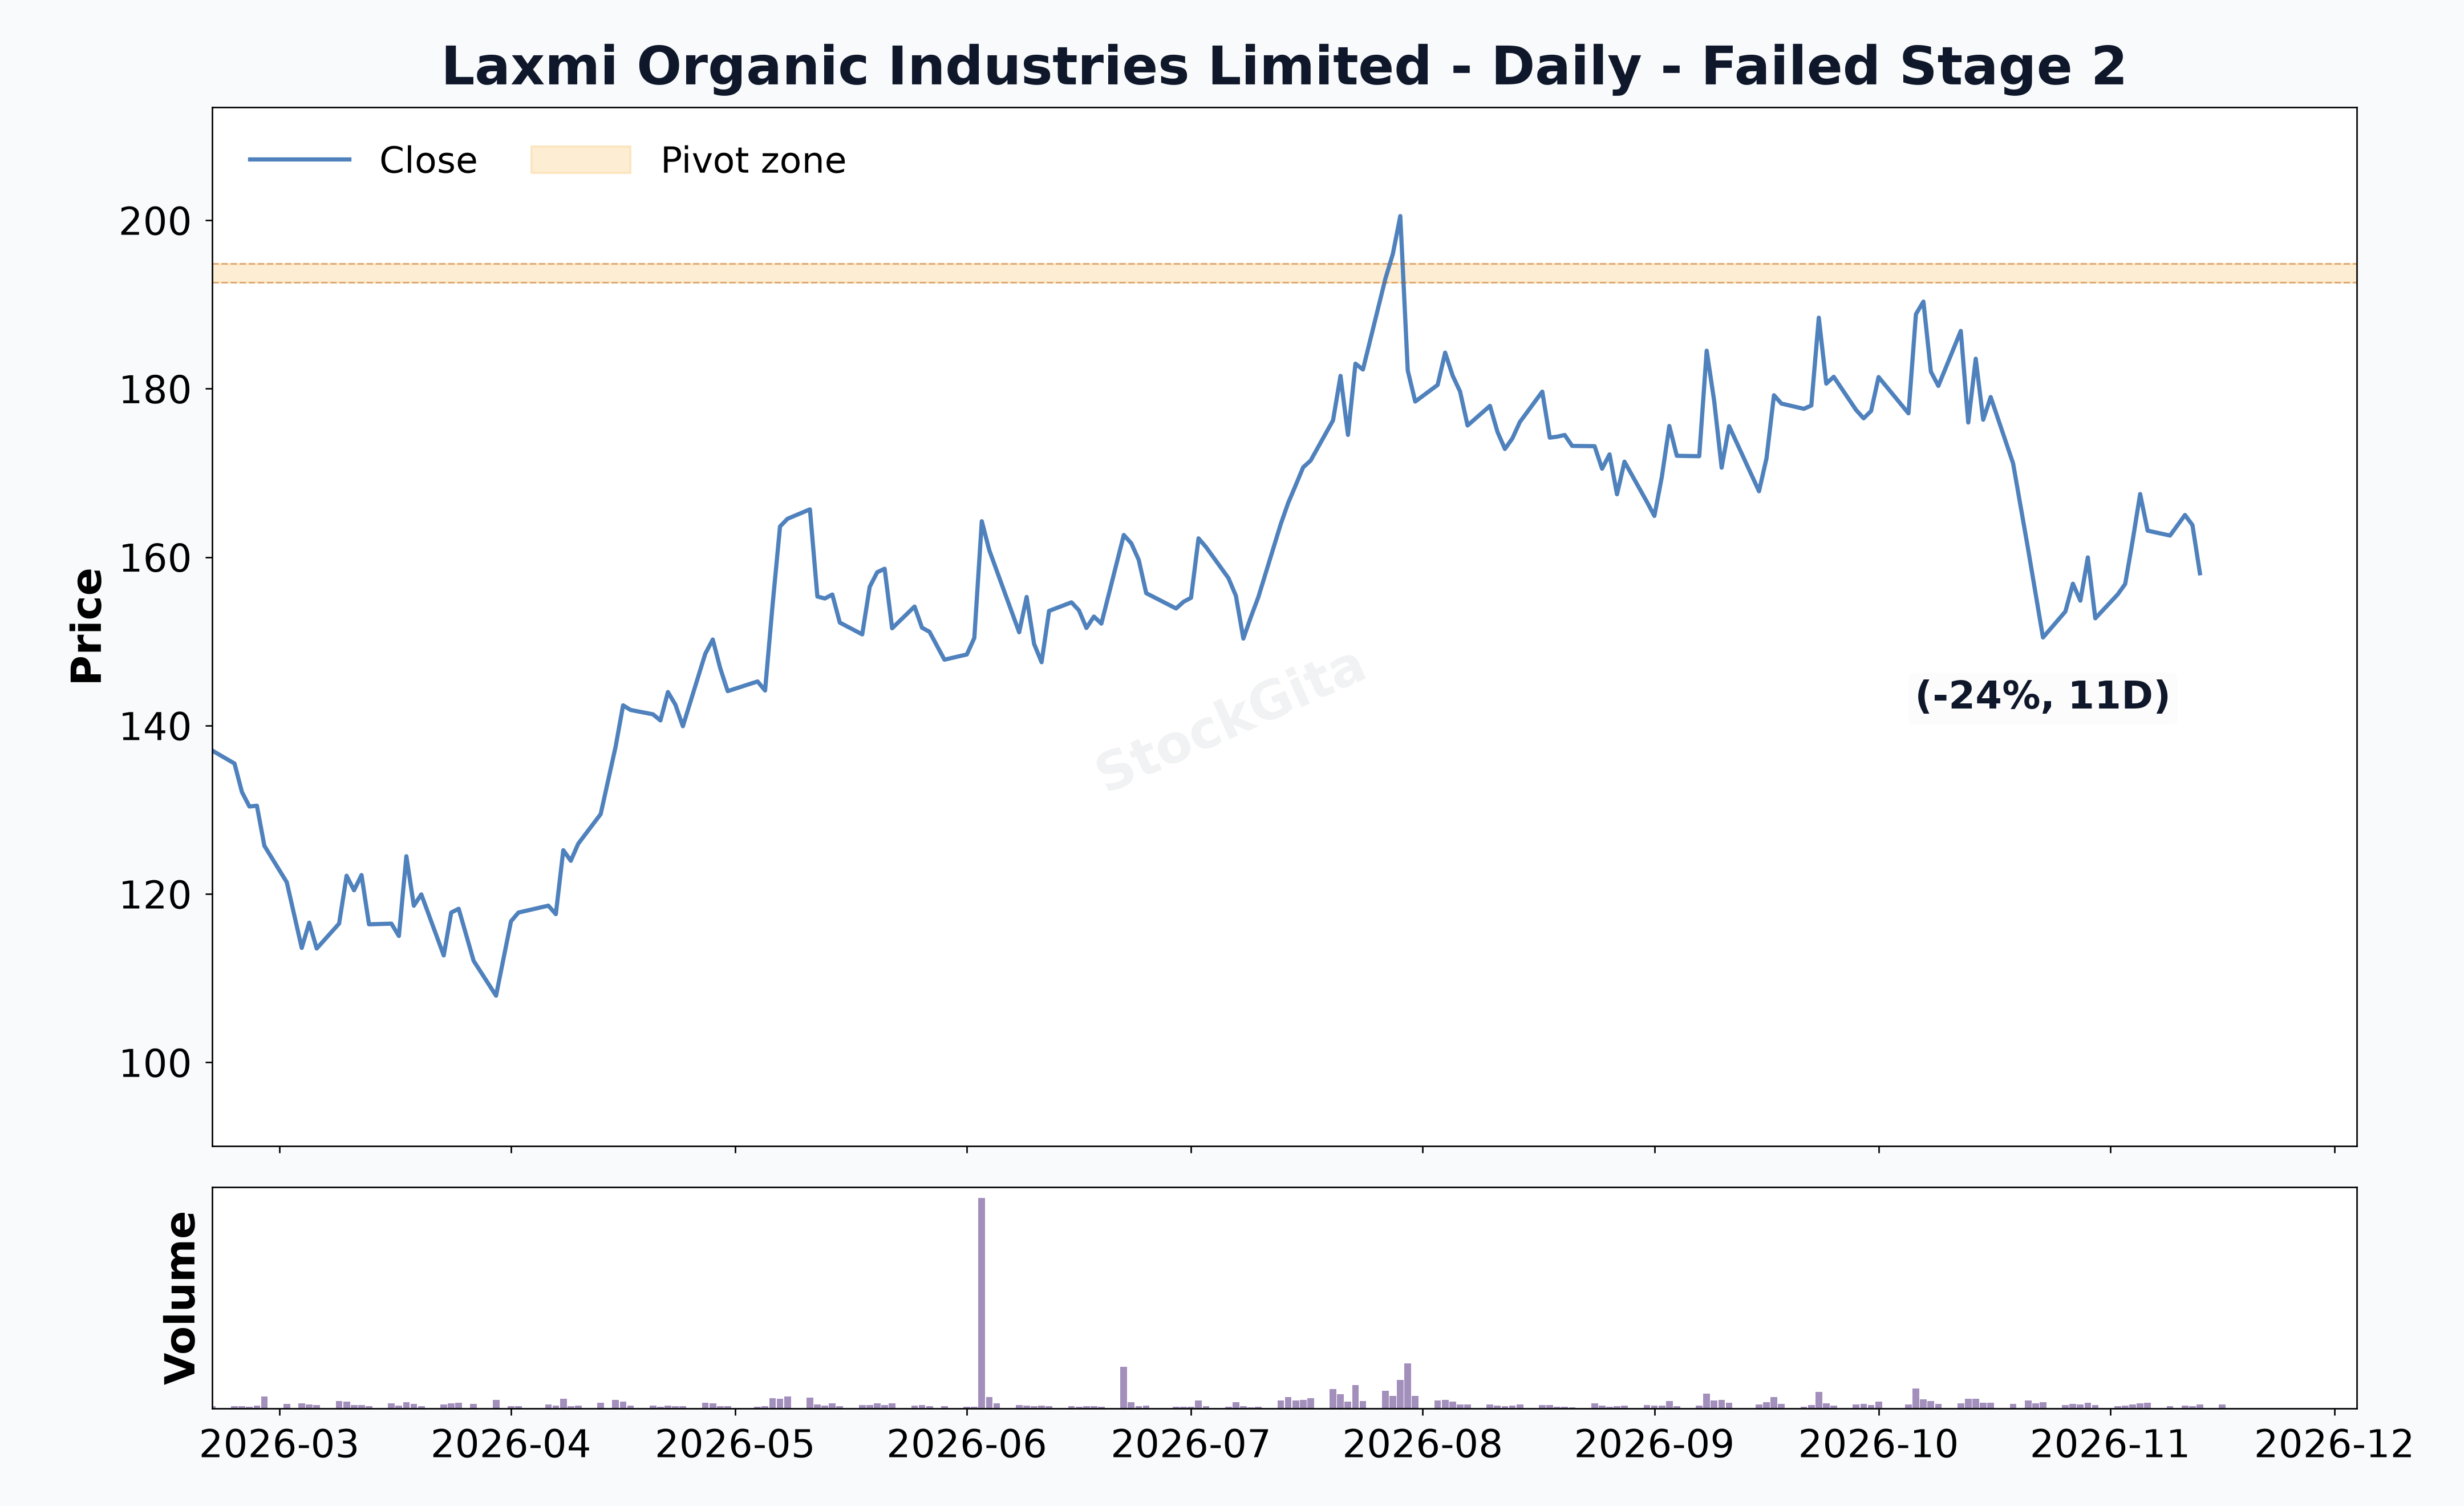 Laxmi Organic Industries Limited - Daily - Failed Stage 2
Close
Pivot zone
200
180
160
140
120
100
Price
StockGita
(-24%, 11D)
Volume
2026-03
2026-04
2026-05
2026-06
2026-07
2026-08
2026-09
2026-10
2026-11
2026-12